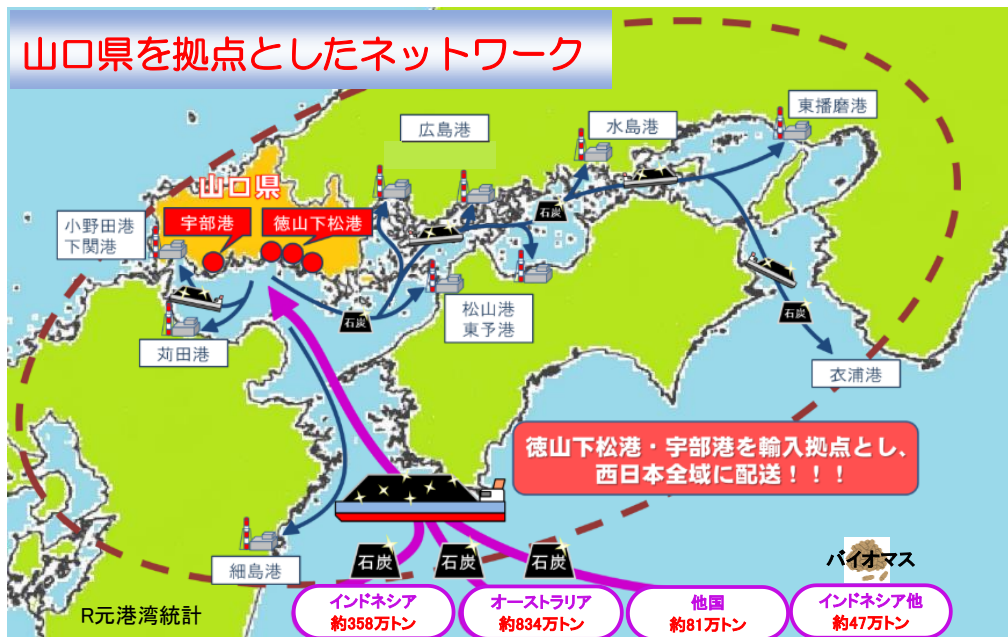 山口県を拠点としたネットワーク
東播磨港
水島港
広島港
山口県
宇部港
徳山下松港
小野田港
下関港
石炭
松山港
東予港
石炭
石炭
苅田港
衣浦港
徳山下松港・宇部港を輸入拠点とし、
西日本全域に配送！！！
細島港
石炭
石炭
石炭
バイオマス
R元港湾統計
インドネシア
約358万トン
オーストラリア
約834万トン
他国
約81万トン
インドネシア他
約47万トン